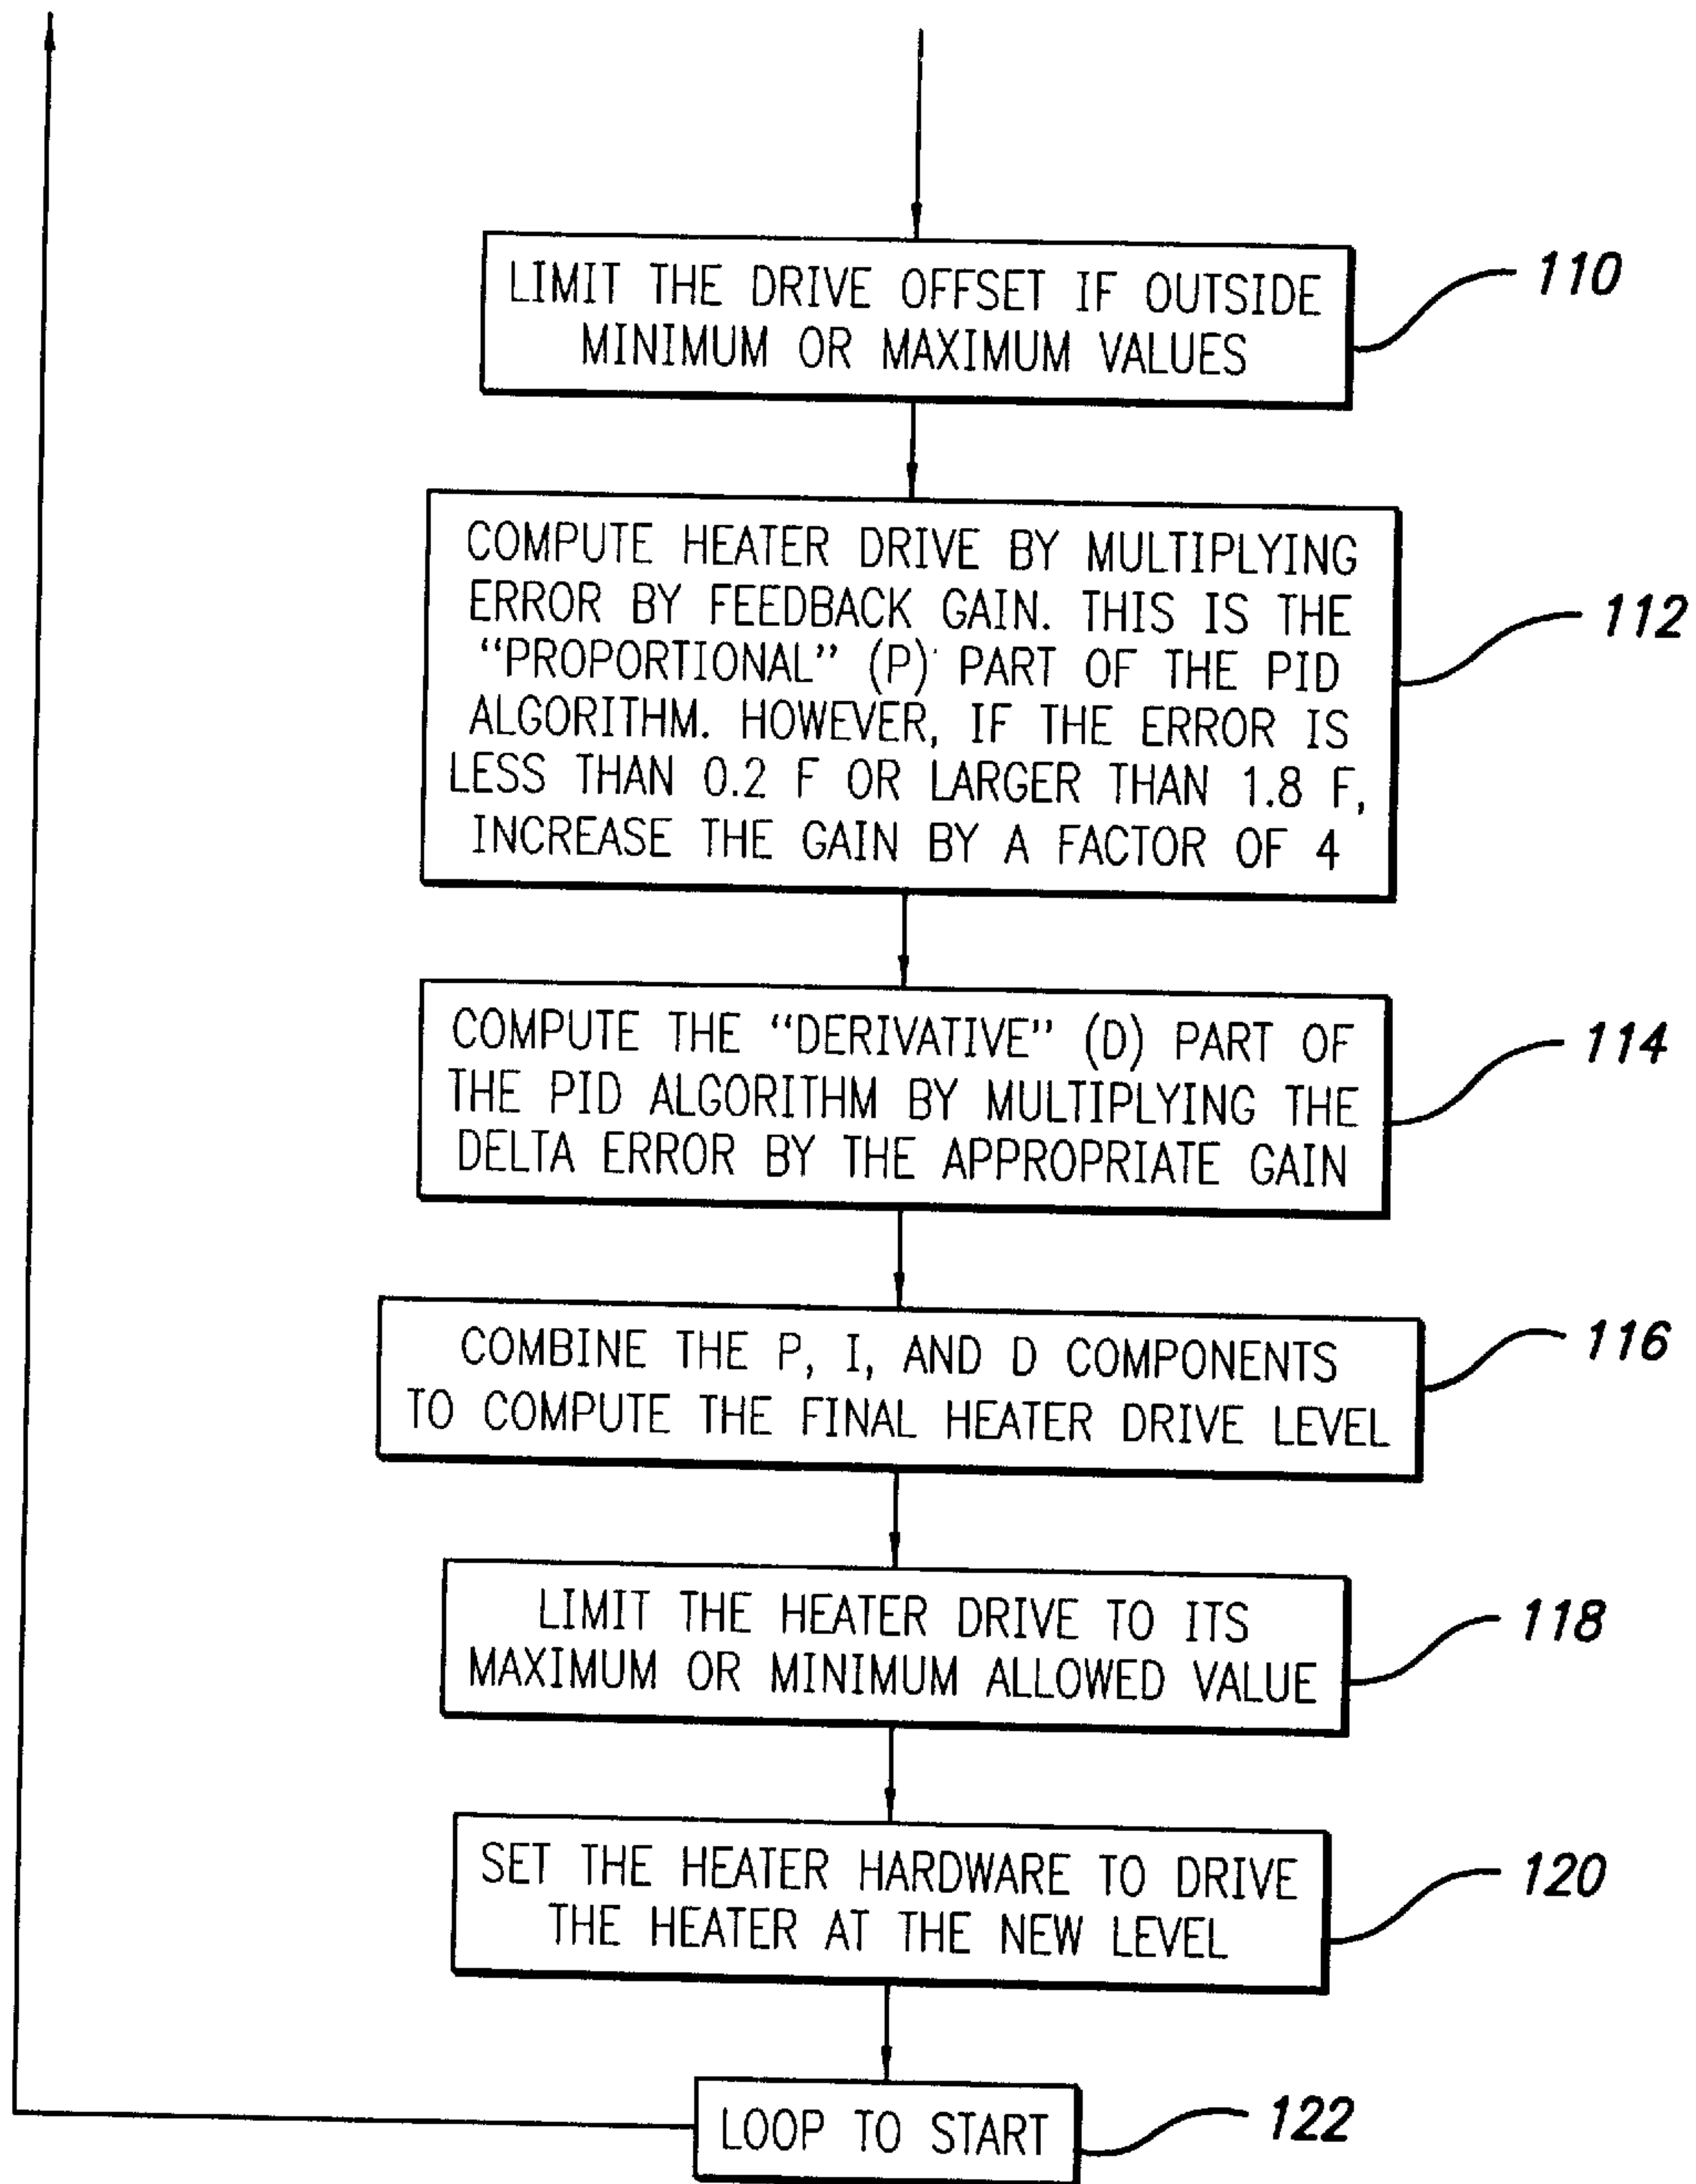 LIMIT THE DRIVE OFFSET IF OUTSIDE
MINIMUM OR MAXIMUM VALUES
110
COMPUTE HEATER DRIVE BY MULTIPLYING
ERROR BY FEEDBACK GAIN. THIS IS THE
“PROPORTIONAL” (P) PART OF THE PID
ALGORITHM. HOWEVER, IF THE ERROR IS
LESS THAN 0.2 F OR LARGER THAN 1.8 F,
INCREASE THE GAIN BY A FACTOR OF 4
112
COMPUTE THE “DERIVATIVE” (D) PART OF
THE PID ALGORITHM BY MULTIPLYING THE
DELTA ERROR BY THE APPROPRIATE GAIN
114
COMBINE THE P, I, AND D COMPONENTS
TO COMPUTE THE FINAL HEATER DRIVE LEVEL
116
LIMIT THE HEATER DRIVE TO ITS
MAXIMUM OR MINIMUM ALLOWED VALUE
118
SET THE HEATER HARDWARE TO DRIVE
THE HEATER AT THE NEW LEVEL
120
LOOP TO START
122